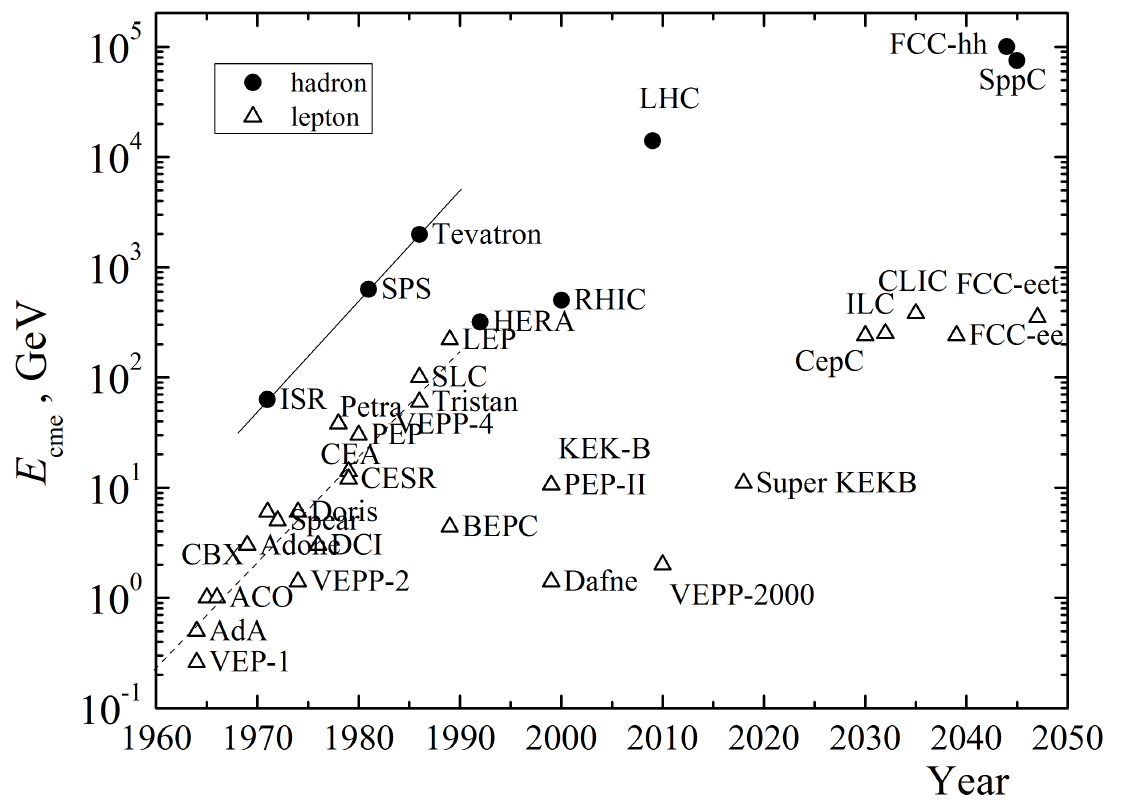 10^5
10^4
10^3
10^2
10^1
10^0
10^-1
E_cme, GeV
hadron
lepton
FCC-hh
SppC
LHC
Tevatron
SPS
RHIC
HERA
LEP
ISR
SLC
Tristan
Petra
VEPP-4
PEP
CEA
CESR
CLIC
FCC-eet
ILC
FCC-ee
CepC
KEK-B
PEP-II
Super KEKB
Doris
Spear
BEPC
CBX
Adone
DCI
VEPP-2
Dafne
VEPP-2000
ACO
AdA
VEP-1
1960 1970 1980 1990 2000 2010 2020 2030 2040 2050
Year